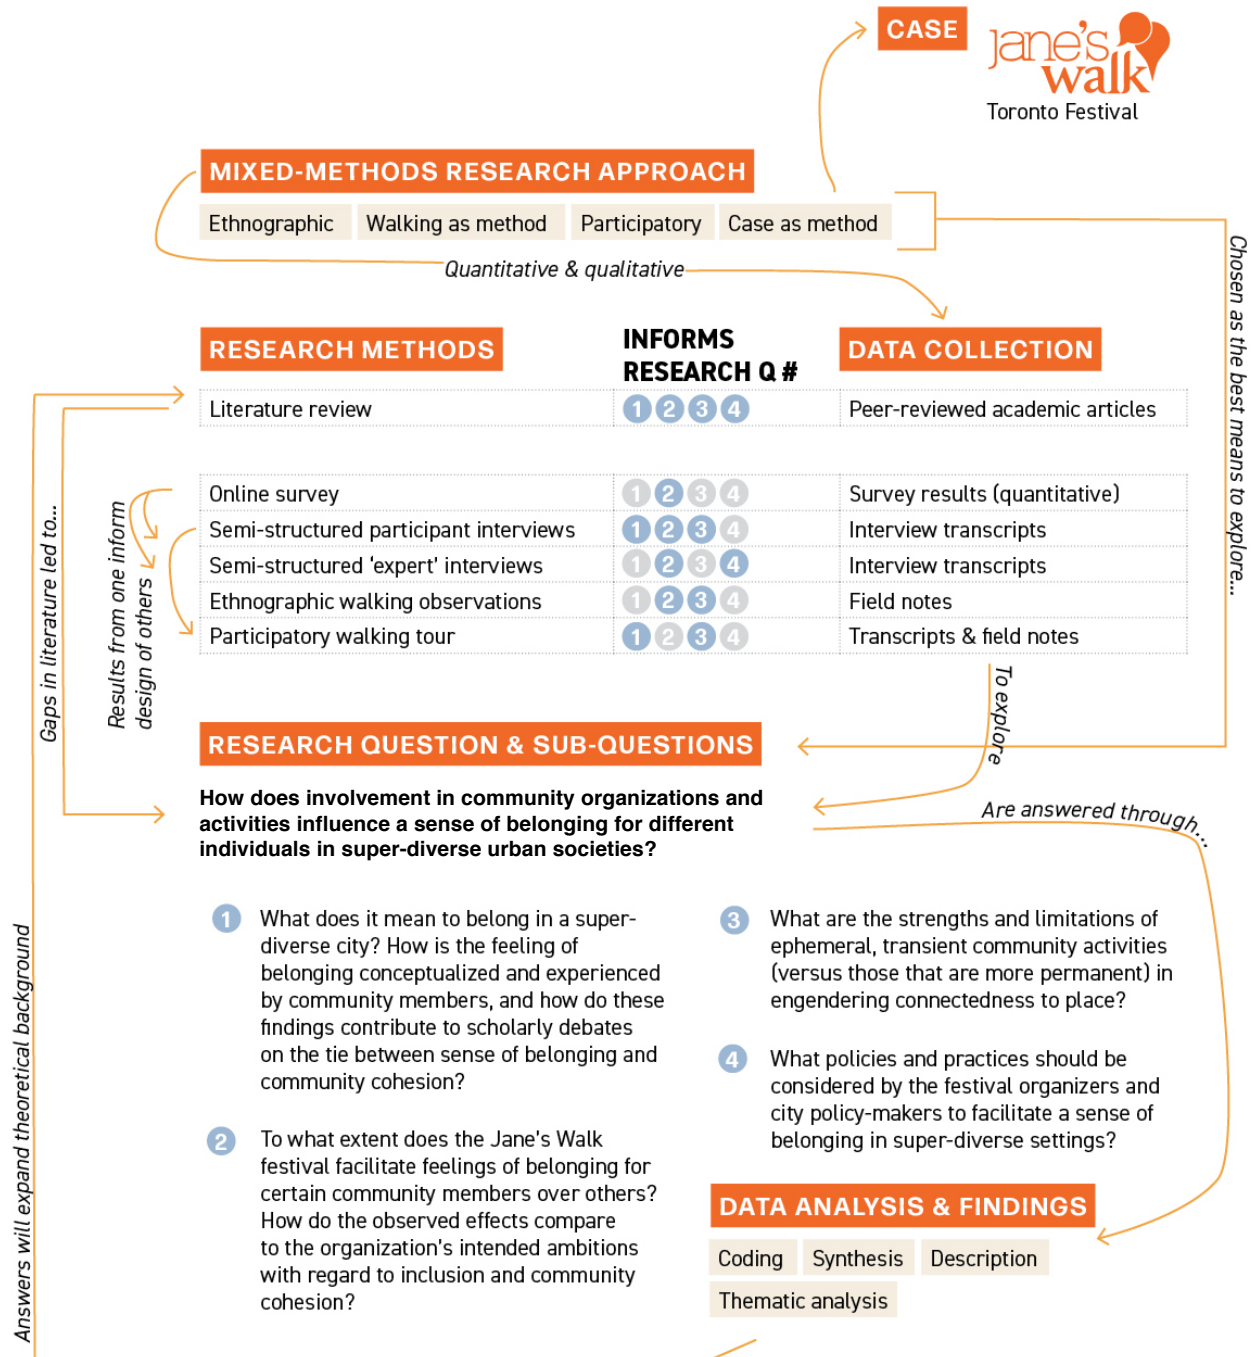 CASE
jane's
walk
Toronto Festival
MIXED-METHODS RESEARCH APPROACH
Ethnographic
Walking as method
Participatory
Case as method
Quantitative & qualitative
Chosen as the best means to explore...
RESEARCH METHODS
INFORMS
RESEARCH Q #
DATA COLLECTION
Literature review 1 2 3 4 Peer-reviewed academic articles
Online survey 1 2 3 4 Survey results (quantitative)
Semi-structured participant interviews 1 2 3 4 Interview transcripts
Semi-structured ‘expert’ interviews 1 2 3 4 Interview transcripts
Ethnographic walking observations 1 2 3 4 Field notes
Participatory walking tour 1 2 3 4 Transcripts & field notes
Gaps in literature led to...
Results from one inform
design of others
To explore
RESEARCH QUESTION & SUB-QUESTIONS
How does involvement in community organizations and
activities influence a sense of belonging for different
individuals in super-diverse urban societies?
Are answered through...
1 What does it mean to belong in a super-
diverse city? How is the feeling of
belonging conceptualized and experienced
by community members, and how do these
findings contribute to scholarly debates
on the tie between sense of belonging and
community cohesion?
2 To what extent does the Jane’s Walk
festival facilitate feelings of belonging for
certain community members over others?
How do the observed effects compare
to the organization’s intended ambitions
with regard to inclusion and community
cohesion?
3 What are the strengths and limitations of
ephemeral, transient community activities
(versus those that are more permanent) in
engendering connectedness to place?
4 What policies and practices should be
considered by the festival organizers and
city policy-makers to facilitate a sense of
belonging in super-diverse settings?
DATA ANALYSIS & FINDINGS
Coding
Synthesis
Description
Thematic analysis
Answers will expand theoretical background